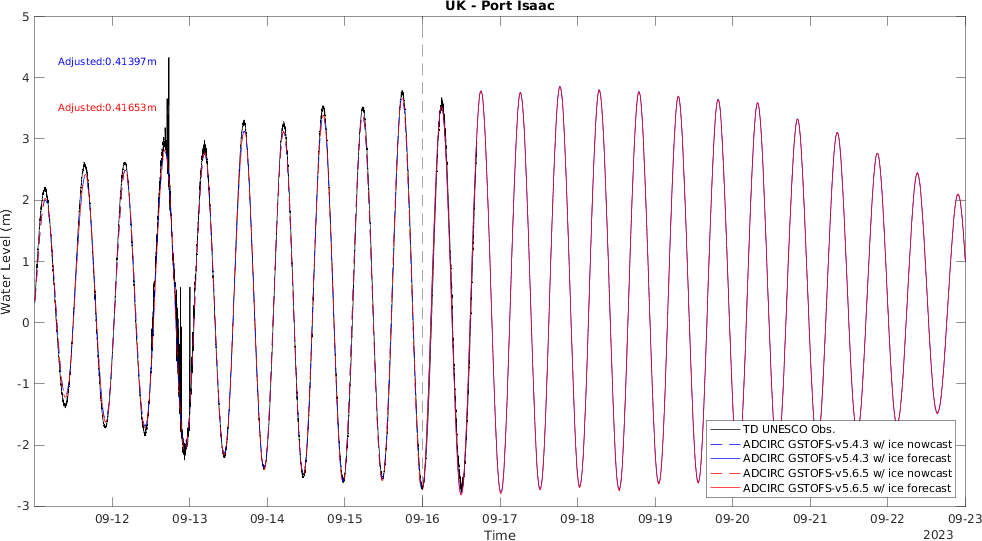 UK - Port Isaac
5
4
3
2
1
0
-1
-2
-3
Water Level (m)
Adjusted:0.41397m
Adjusted:0.41653m
TD UNESCO Obs.
ADCIRC GSTOFS-v5.4.3 w/ ice nowcast
ADCIRC GSTOFS-v5.4.3 w/ ice forecast
ADCIRC GSTOFS-v5.6.5 w/ ice nowcast
ADCIRC GSTOFS-v5.6.5 w/ ice forecast
09-12 09-13 09-14 09-15 09-16 09-17 09-18 09-19 09-20 09-21 09-22 09-23
Time
2023